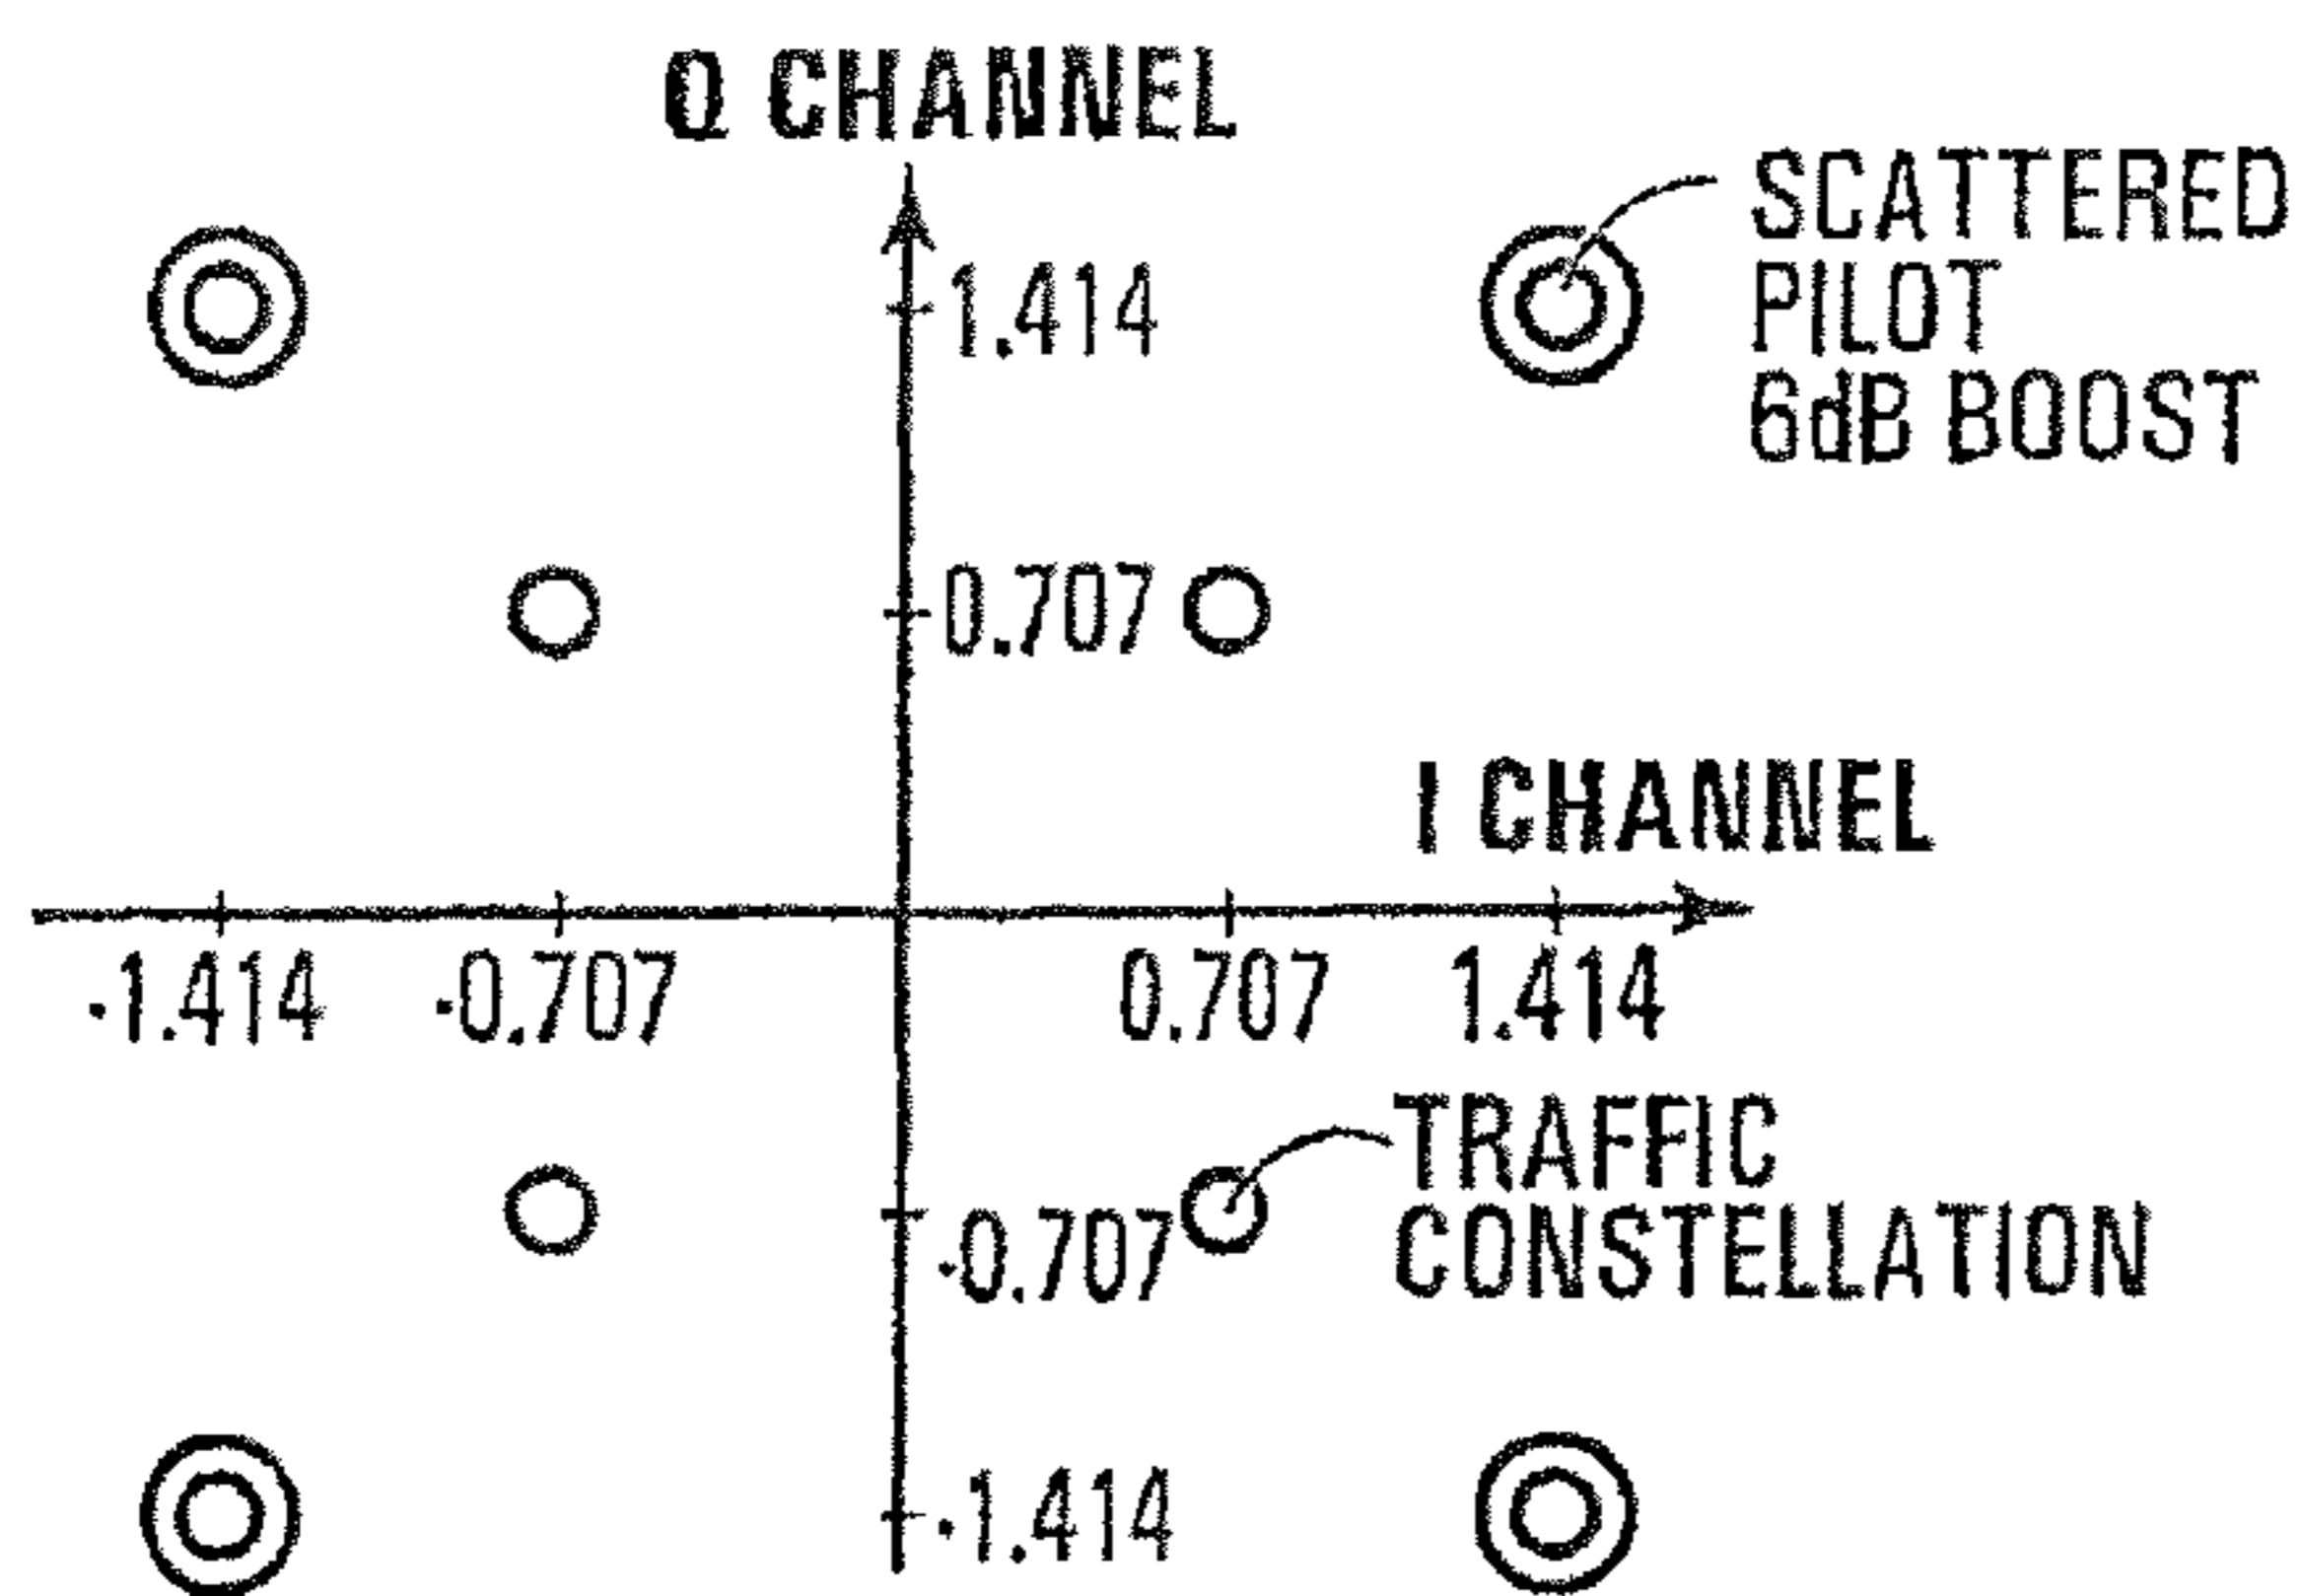 Q CHANNEL
SCATTERED
PILOT
6dB BOOST
1.414
0.707
I CHANNEL
-1.414
-0.707
0.707
1.414
TRAFFIC
CONSTELLATION
-0.707
-1.414